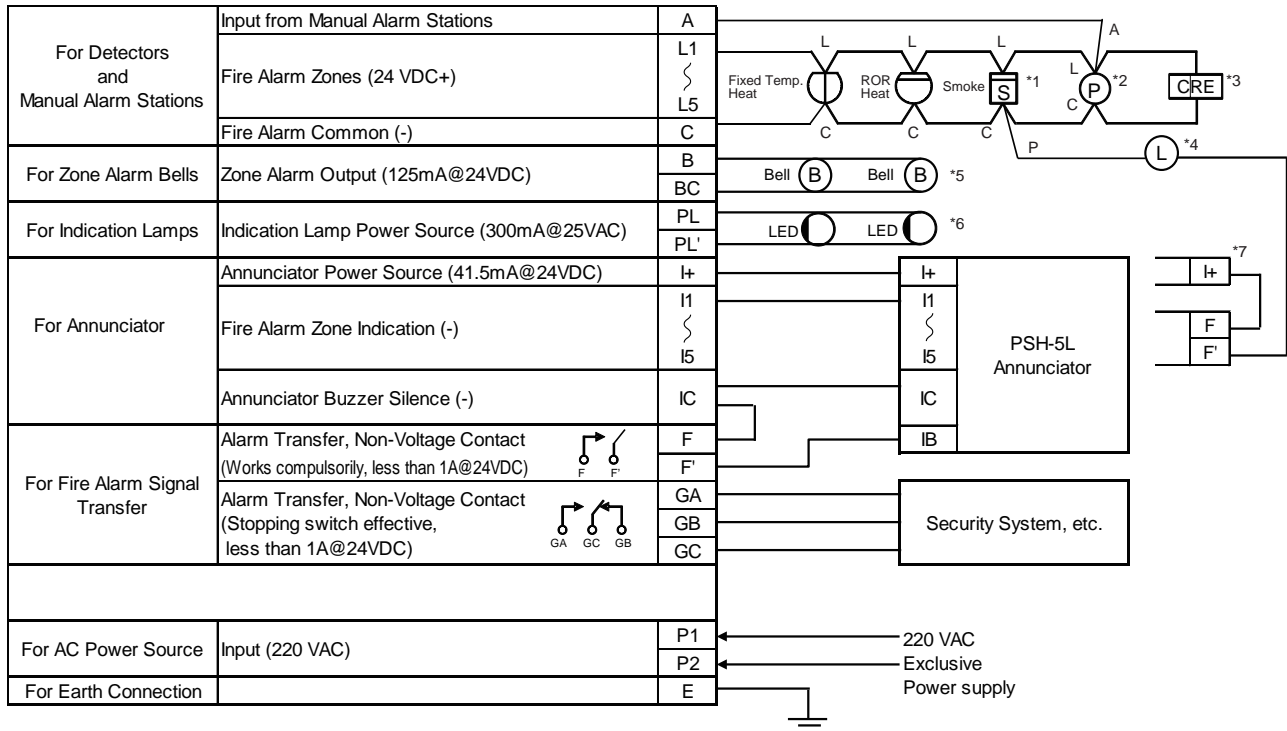 For Detectors
and
Manual Alarm Stations
Input from Manual Alarm Stations
A
Fire Alarm Zones (24 VDC+)
L1
L5
Fire Alarm Common (-)
C
For Zone Alarm Bells
Zone Alarm Output (125mA@24VDC)
B
BC
For Indication Lamps
Indication Lamp Power Source (300mA@25VAC)
PL
PL'
For Annunciator
Annunciator Power Source (41.5mA@24VDC)
I+
Fire Alarm Zone Indication (-)
I1
I5
Annunciator Buzzer Silence (-)
IC
For Fire Alarm Signal
Transfer
Alarm Transfer, Non-Voltage Contact
(Works compulsorily, less than 1A@24VDC)
F F'
F
F'
Alarm Transfer, Non-Voltage Contact
(Stopping switch effective,
less than 1A@24VDC)
GA GC GB
GA
GB
GC
For AC Power Source
Input (220 VAC)
P1
P2
For Earth Connection
E
A
L L L
L
Fixed Temp.
Heat
ROR
Heat
Smoke
S
*1
P
*2
CRE
*3
C
C C C
P
L
*4
Bell B
Bell B
*5
LED
LED
*6
I+
I1
I5
IC
IB
PSH-5L
Annunciator
*7
I+
F
F'
Security System, etc.
220 VAC
Exclusive
Power supply